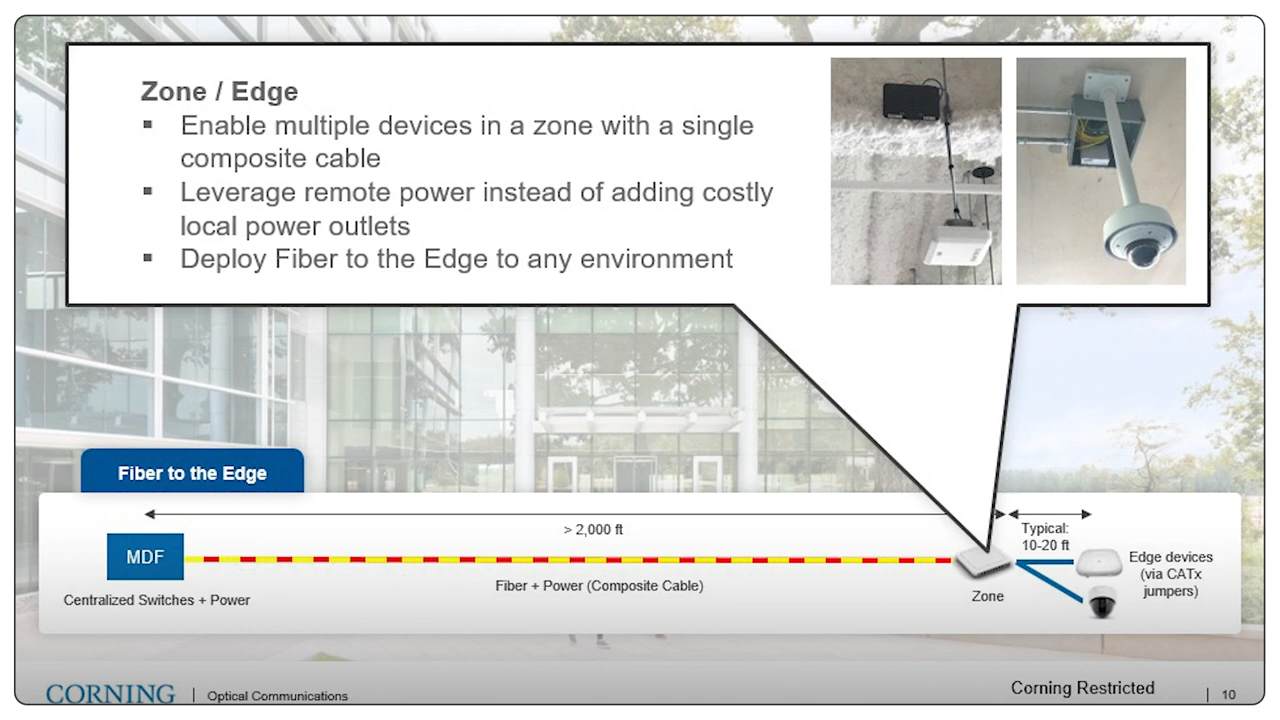 Zone / Edge
▪ Enable multiple devices in a zone with a single
composite cable
▪ Leverage remote power instead of adding costly
local power outlets
▪ Deploy Fiber to the Edge to any environment
Fiber to the Edge
> 2,000 ft
Typical:
10-20 ft
MDF
Fiber + Power (Composite Cable)
Centralized Switches + Power
Zone
Edge devices
(via CATx
jumpers)
CORNING | Optical Communications
Corning Restricted | 10